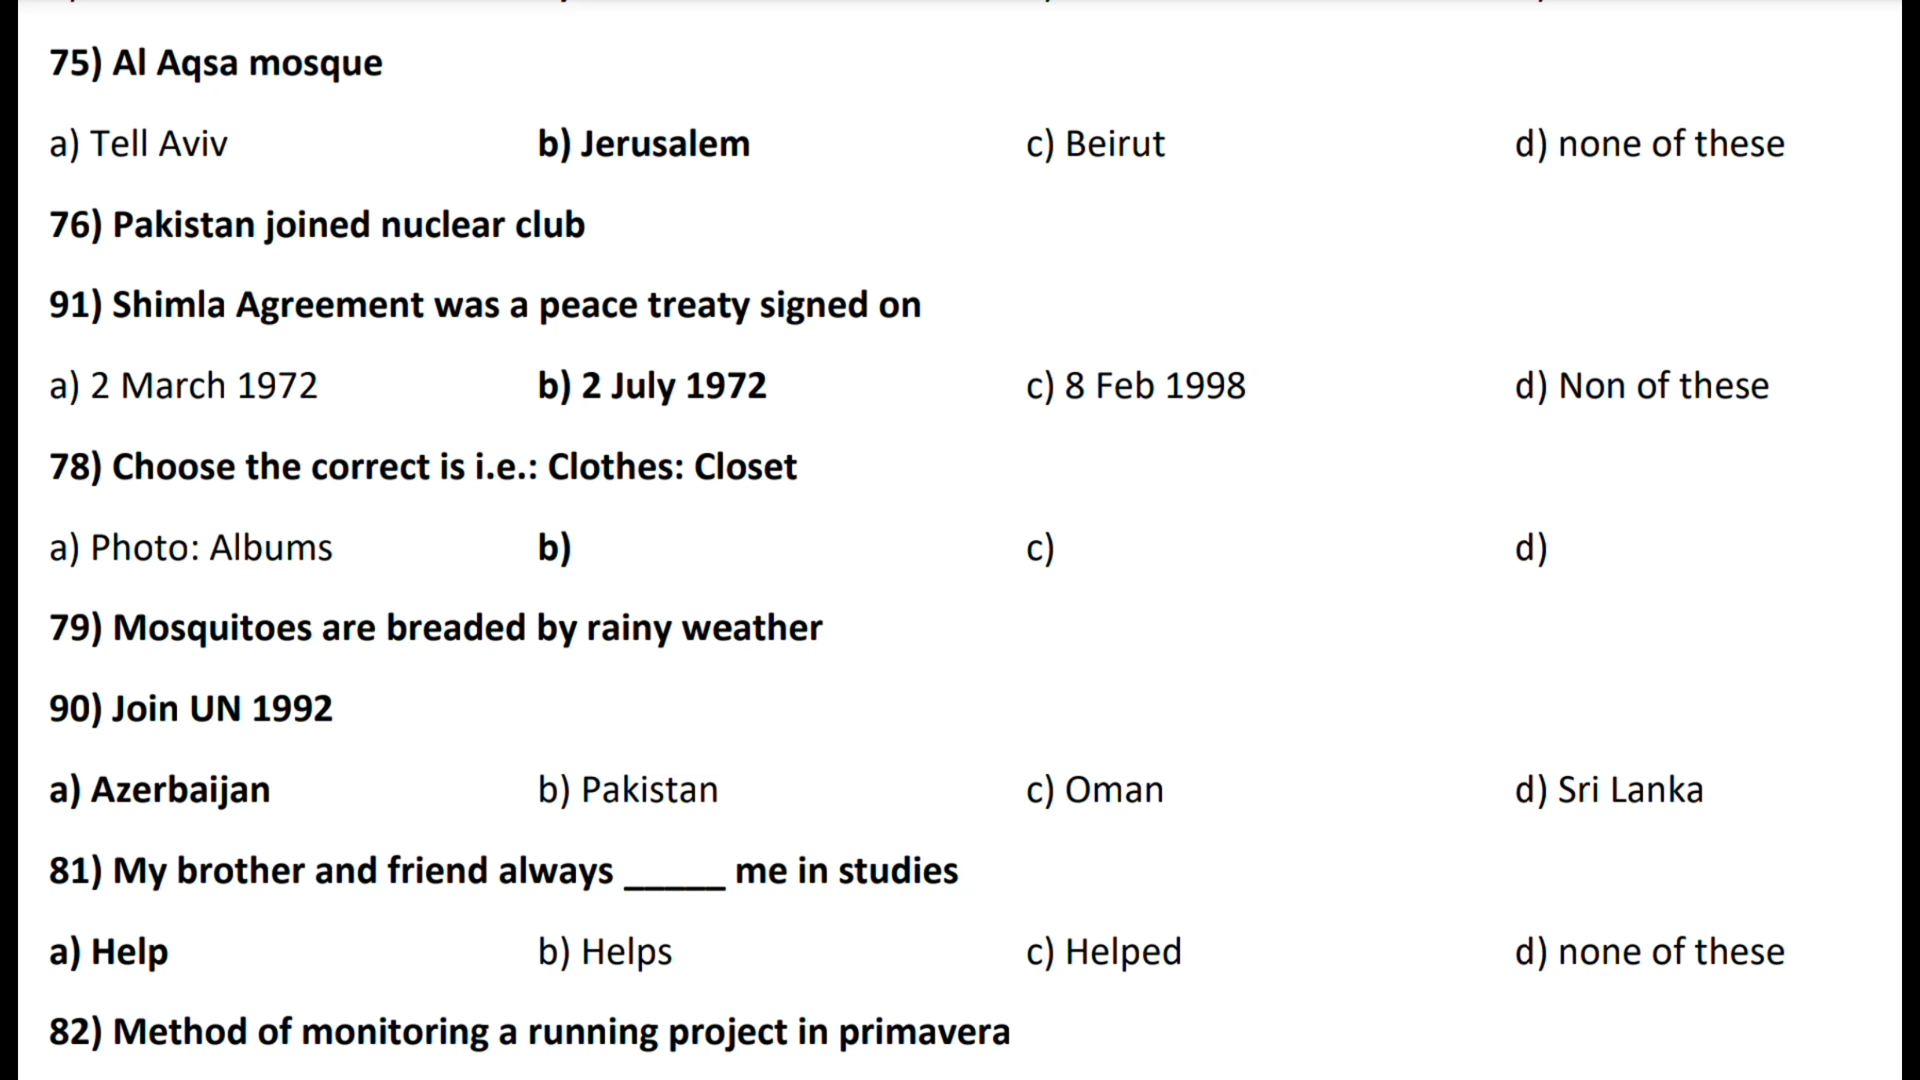 75) Al Aqsa mosque
a) Tell Aviv b) Jerusalem c) Beirut d) none of these
76) Pakistan joined nuclear club
91) Shimla Agreement was a peace treaty signed on
a) 2 March 1972 b) 2 July 1972 c) 8 Feb 1998 d) Non of these
78) Choose the correct is i.e.: Clothes: Closet
a) Photo: Albums b) c) d)
79) Mosquitoes are breaded by rainy weather
90) Join UN 1992
a) Azerbaijan b) Pakistan c) Oman d) Sri Lanka
81) My brother and friend always _____ me in studies
a) Help b) Helps c) Helped d) none of these
82) Method of monitoring a running project in primavera